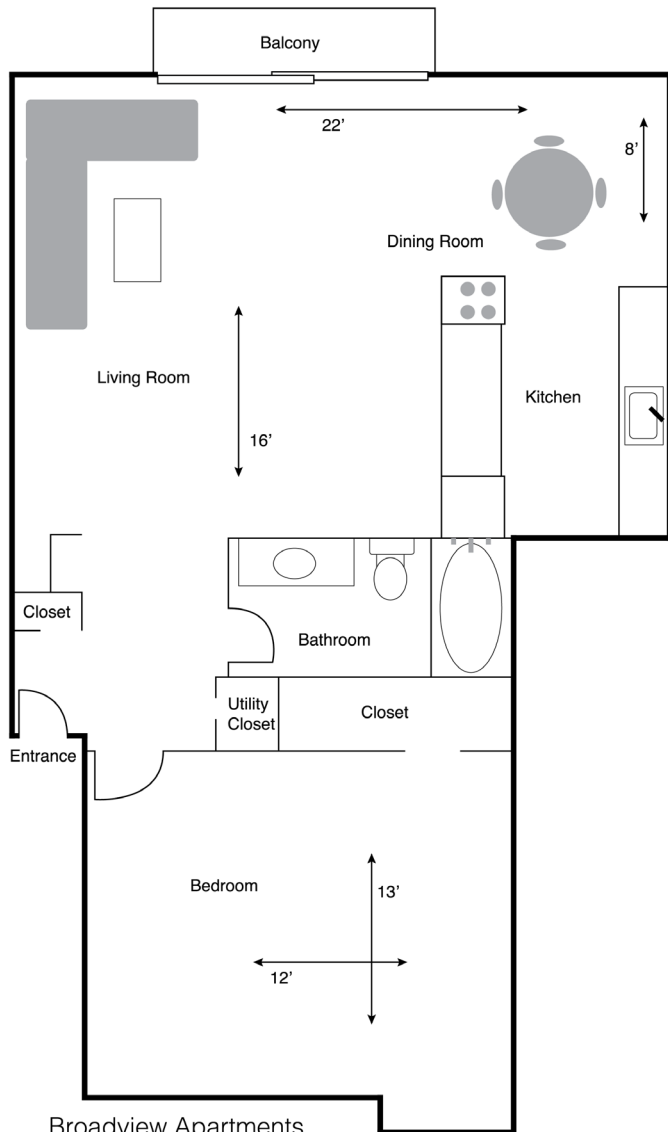 Balcony
22’
8’
Dining Room
Living Room
Kitchen
16’
Closet
Bathroom
Utility
Closet
Closet
Entrance
Bedroom
13’
12’
Broadview Apartments